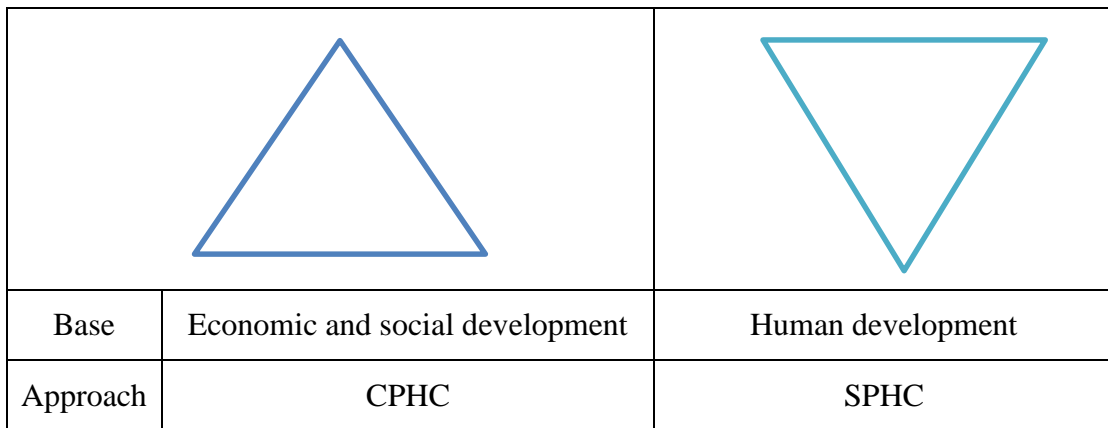 Base Economic and social development Human development
Approach CPHC SPHC